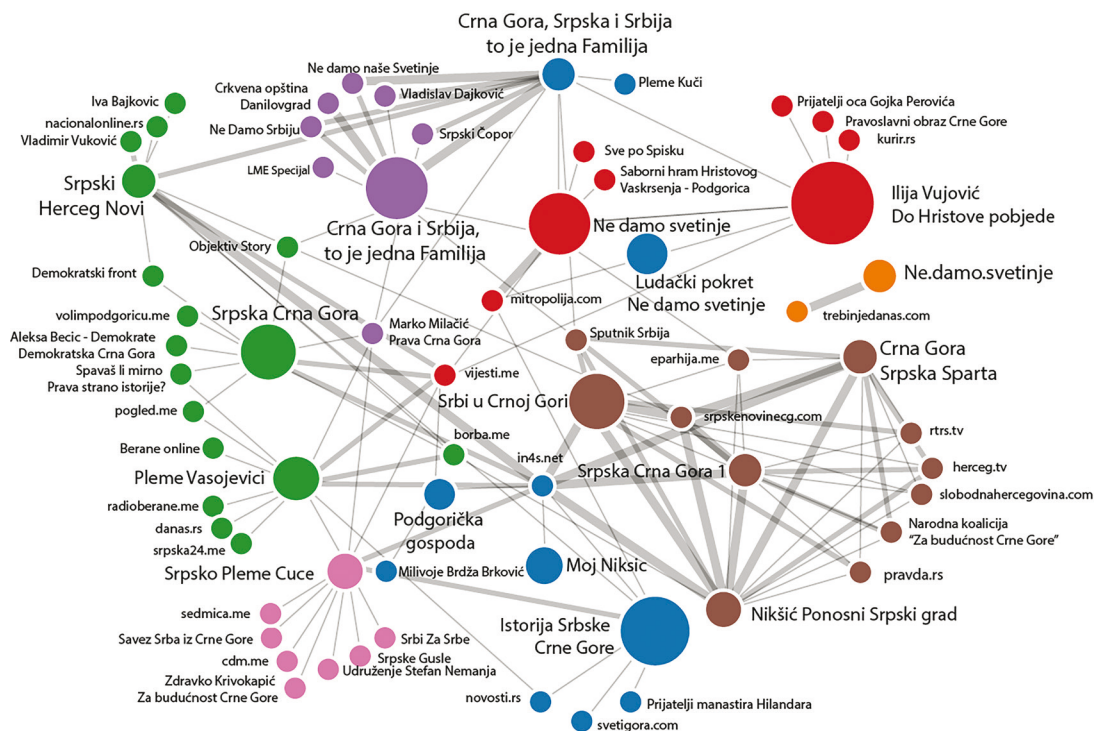 Crna Gora, Srpska i Srbija
to je jedna Familija
Ne damo naše Svetinje
Pleme Kuči
Crkvena opština
Danilovgrad
Vladislav Dajković
Iva Bajkovic
nacionalonline.rs
Vladimir Vuković
Ne Damo Srbiju
Srpski Čopor
LME Specijal
Srpski
Herceg Novi
Crna Gora i Srbija,
to je jedna Familija
Prijatelji oca Gojka Perovića
Pravoslavni obraz Crne Gore
kurir.rs
Sve po Spisku
Saborni hram Hristovog
Vaskrsenja - Podgorica
Ilija Vujović
Do Hristove pobjede
Ne damo svetinje
Objektiv Story
Demokratski front
Ludački pokret
Ne damo svetinje
Ne.damo.svetinje
trebinjedanas.com
mitropolija.com
volimpodgoricu.me
Srpska Crna Gora
Aleksa Becic - Demokrate
Demokratska Crna Gora
Marko Milačić
Prava Crna Gora
Sputnik Srbija
eparhija.me
Crna Gora
Srpska Sparta
Spavaš li mirno
Prava strano istorije?
vijesti.me
Srbi u Crnoj Gori
pogled.me
srpskenovinecg.com
rtrs.tv
Berane online
borba.me
in4s.net
Srpska Crna Gora 1
herceg.tv
Pleme Vasojevici
slobodnahercegovina.com
radioberane.me
danas.rs
srpska24.me
Podgorička
gospoda
Narodna koalicija
“Za budućnost Crne Gore”
Srpsko Pleme Cuce
Milivoje Brdža Brković
Moj Niksic
pravda.rs
Nikšić Ponosni Srpski grad
sedmica.me
Savez Srba iz Crne Gore
cdm.me
Zdravko Krivokapić
Za budućnost Crne Gore
Srbi Za Srbe
Srpske Gusle
Udruženje Stefan Nemanja
Istorija Srbske
Crne Gore
novosti.rs
Prijatelji manastira Hilandara
svetigora.com